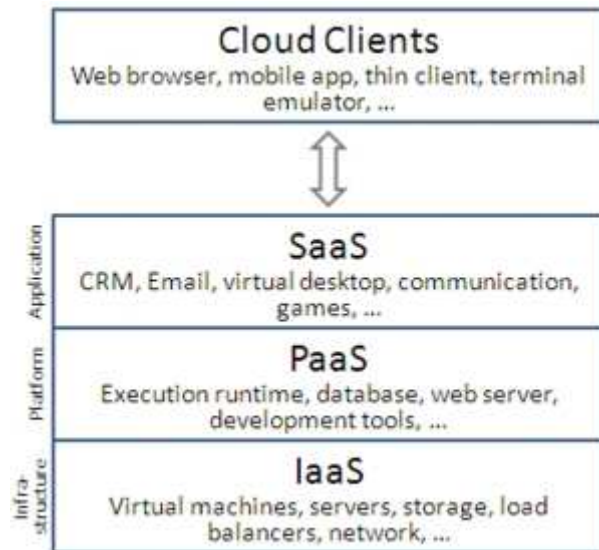 Cloud Clients
Web browser, mobile app, thin client, terminal
emulator, ...
Application
SaaS
CRM, Email, virtual desktop, communication,
games, ...
Platform
PaaS
Execution runtime, database, web server,
development tools, ...
Infra-
structure
IaaS
Virtual machines, servers, storage, load
balancers, network, ...